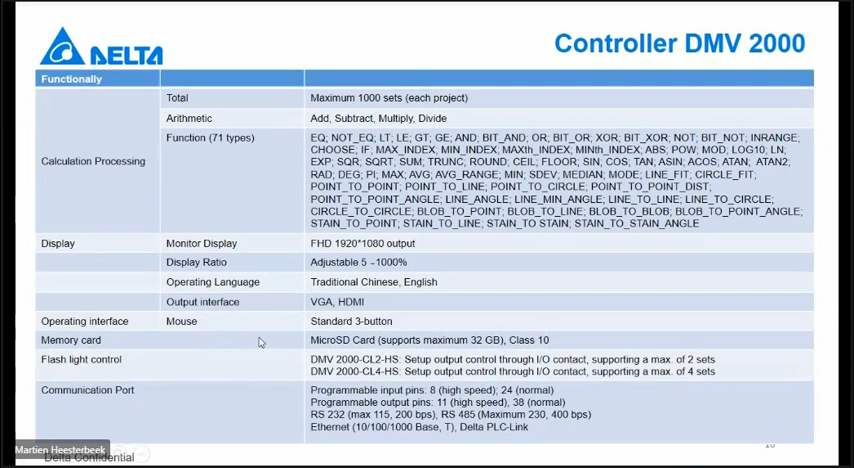 DELTA
Controller DMV 2000
Functionally
Calculation Processing
Total
Maximum 1000 sets (each project)
Arithmetic
Add, Subtract, Multiply, Divide
Function (71 types)
EQ; NOT_EQ; LT; LE; GT; GE; AND; BIT_AND; OR; BIT_OR; XOR; BIT_XOR; NOT; BIT_NOT; INRANGE;
CHOOSE; IF; MAX_INDEX; MIN_INDEX; MAXth_INDEX; MINth_INDEX; ABS; POW; MOD; LOG10; LN;
EXP; SQR; SQRT; SUM; TRUNC; ROUND; CEIL; FLOOR; SIN; COS; TAN; ASIN; ACOS; ATAN; ATAN2;
RAD; DEG; PI; MAX; AVG; AVG_RANGE; MIN; SDEV; MEDIAN; MODE; LINE_FIT; CIRCLE_FIT;
POINT_TO_POINT; POINT_TO_LINE; POINT_TO_CIRCLE; POINT_TO_POINT_DIST;
POINT_TO_POINT_ANGLE; LINE_ANGLE; LINE_MIN_ANGLE; LINE_TO_LINE; LINE_TO_CIRCLE;
CIRCLE_TO_CIRCLE; BLOB_TO_POINT; BLOB_TO_LINE; BLOB_TO_BLOB; BLOB_TO_POINT_ANGLE;
STAIN_TO_POINT; STAIN_TO_LINE; STAIN_TO STAIN; STAIN_TO_STAIN_ANGLE
Display
Monitor Display
FHD 1920*1080 output
Display Ratio
Adjustable 5 ~1000%
Operating Language
Traditional Chinese, English
Output interface
VGA, HDMI
Operating interface
Mouse
Standard 3-button
Memory card
MicroSD Card (supports maximum 32 GB), Class 10
Flash light control
DMV 2000-CL2-HS: Setup output control through I/O contact, supporting a max. of 2 sets
DMV 2000-CL4-HS: Setup output control through I/O contact, supporting a max. of 4 sets
Communication Port
Programmable input pins: 8 (high speed); 24 (normal)
Programmable output pins: 11 (high speed), 38 (normal)
RS 232 (max 115, 200 bps), RS 485 (Maximum 230, 400 bps)
Ethernet (10/100/1000 Base, T), Delta PLC-Link
Martien Heesterbeek
Delta Confidential